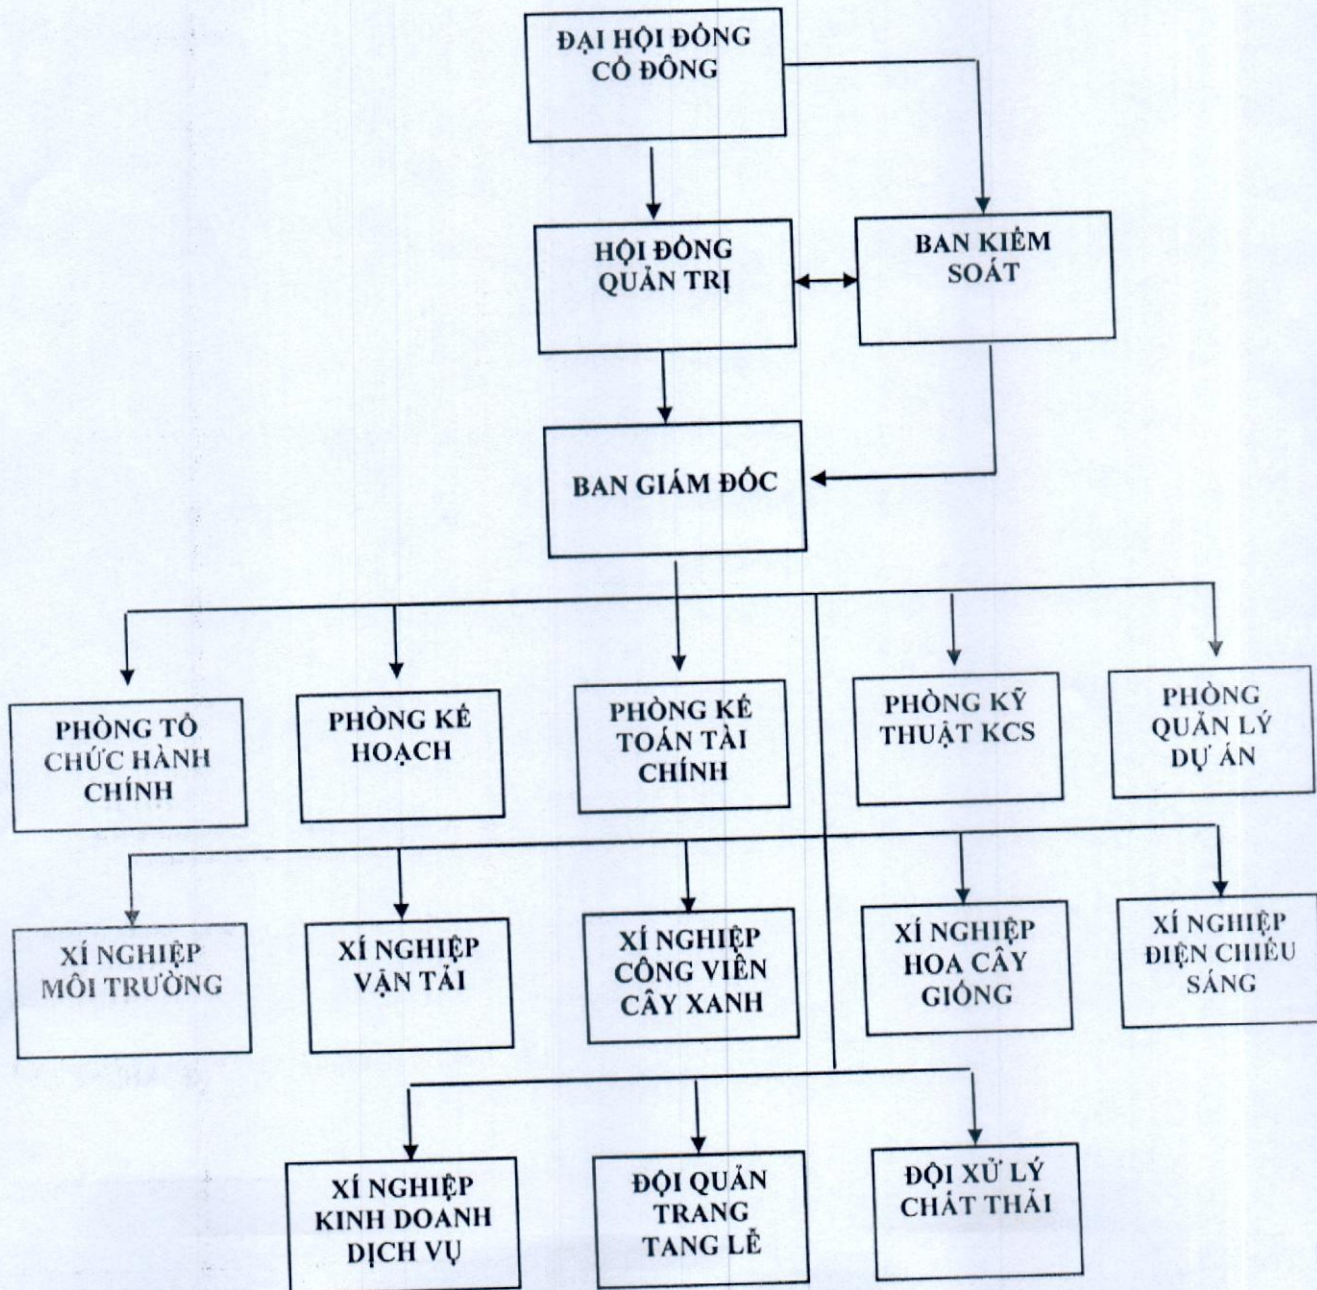 ĐẠI HỘI ĐỒNG
CỔ ĐÔNG
HỘI ĐỒNG
QUẢN TRỊ
BAN KIỂM
SOÁT
BAN GIÁM ĐỐC
PHÒNG TỔ
CHỨC HÀNH
CHÍNH
PHÒNG KẾ
HOẠCH
PHÒNG KẾ
TOÁN TÀI
CHÍNH
PHÒNG KỸ
THUẬT KCS
PHÒNG
QUẢN LÝ
DỰ ÁN
XÍ NGHIỆP
MÔI TRƯỜNG
XÍ NGHIỆP
VẬN TẢI
XÍ NGHIỆP
CÔNG VIÊN
CÂY XANH
XÍ NGHIỆP
HOA CÂY
GIỐNG
XÍ NGHIỆP
ĐIỆN CHIẾU
SÁNG
XÍ NGHIỆP
KINH DOANH
DỊCH VỤ
ĐỘI QUẢN
TRANG
TANG LỄ
ĐỘI XỬ LÝ
CHẤT THẢI